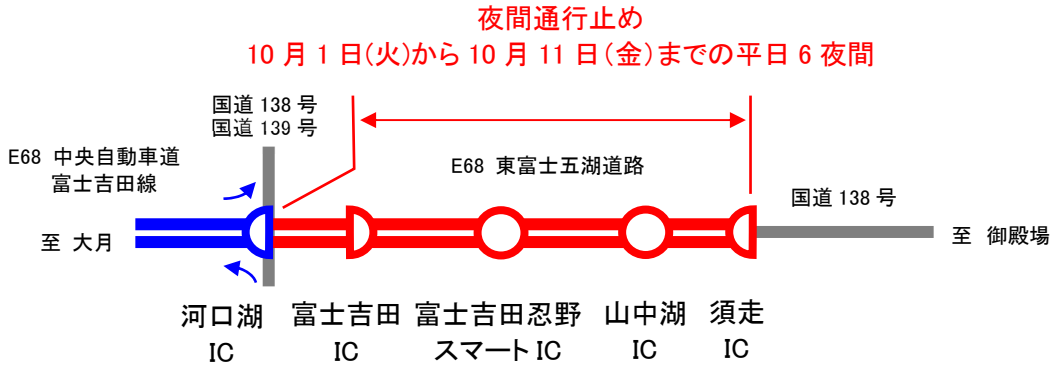 夜間通行止め
10月1日(火)から10月11日(金)までの平日6夜間
国道138号
国道139号
E68 中央自動車道
富士吉田線
E68 東富士五湖道路
国道138号
至 大月
至 御殿場
河口湖
IC
富士吉田
IC
富士吉田忍野
スマートIC
山中湖
IC
須走
IC